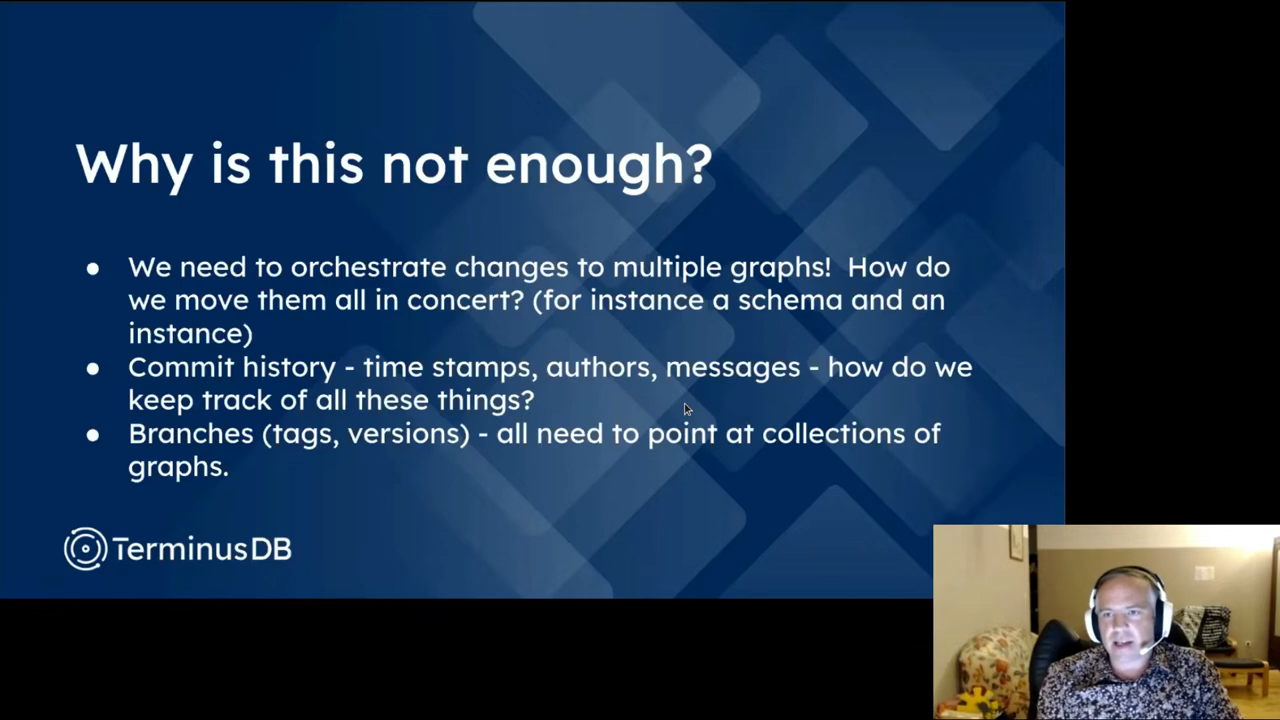 Why is this not enough?
● We need to orchestrate changes to multiple graphs! How do
we move them all in concert? (for instance a schema and an
instance)
● Commit history - time stamps, authors, messages - how do we
keep track of all these things?
● Branches (tags, versions) - all need to point at collections of
graphs.
TerminusDB